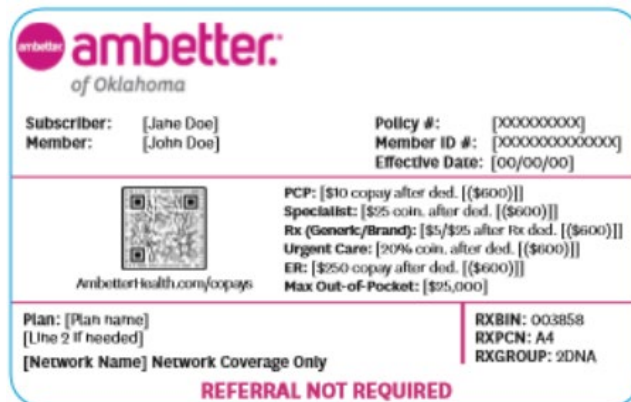 ambetter ambetter.
of Oklahoma
Subscriber: [Jane Doe]
Member: [John Doe]
Policy #: [XXXXXXXXX]
Member ID #: [XXXXXXXXXXXXX]
Effective Date: [00/00/00]
AmbetterHealth.com/copays
PCP: [$10 copay after ded. [($600)]]
Specialist: [$25 coin. after ded. [($600)]]
Rx (Generic/Brand): [$5/$25 after Rx ded. [($600)]]
Urgent Care: [20% coin. after ded. [($600)]]
ER: [$250 copay after ded. [($600)]]
Max Out-of-Pocket: [$25,000]
Plan: [Plan name]
[Line 2 if needed]
[Network Name] Network Coverage Only
RXBIN: 003858
RXPCN: A4
RXGROUP: 2DNA
REFERRAL NOT REQUIRED